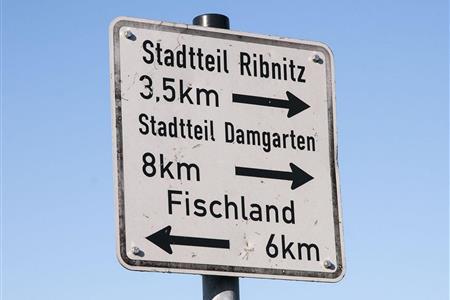 Stadtteil Ribnitz
3,5km
Stadtteil Damgarten
8km
Fischland
6km